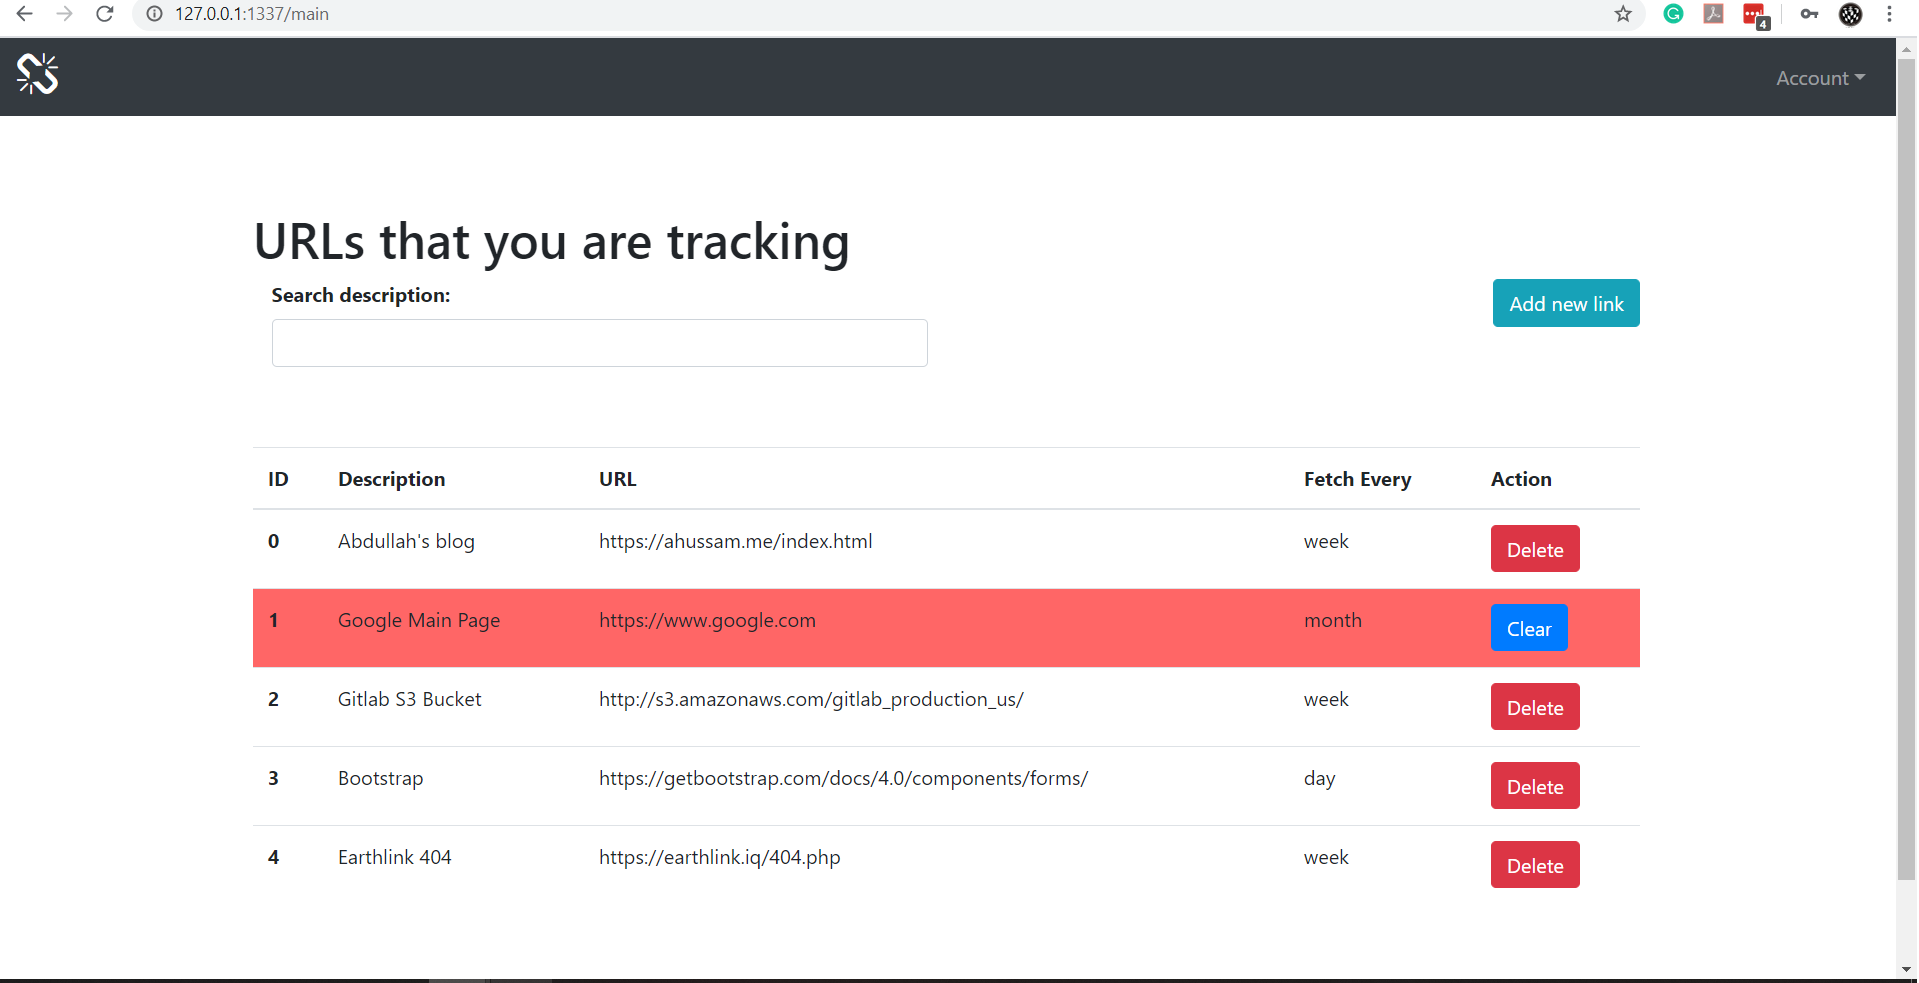 127.0.0.1:1337/main
4
Account
URLs that you are tracking
Search description:
Add new link
ID Description URL Fetch Every Action
0 Abdullah's blog https://ahussam.me/index.html week Delete
1 Google Main Page https://www.google.com month Clear
2 Gitlab S3 Bucket http://s3.amazonaws.com/gitlab_production_us/ week Delete
3 Bootstrap https://getbootstrap.com/docs/4.0/components/forms/ day Delete
4 Earthlink 404 https://earthlink.iq/404.php week Delete